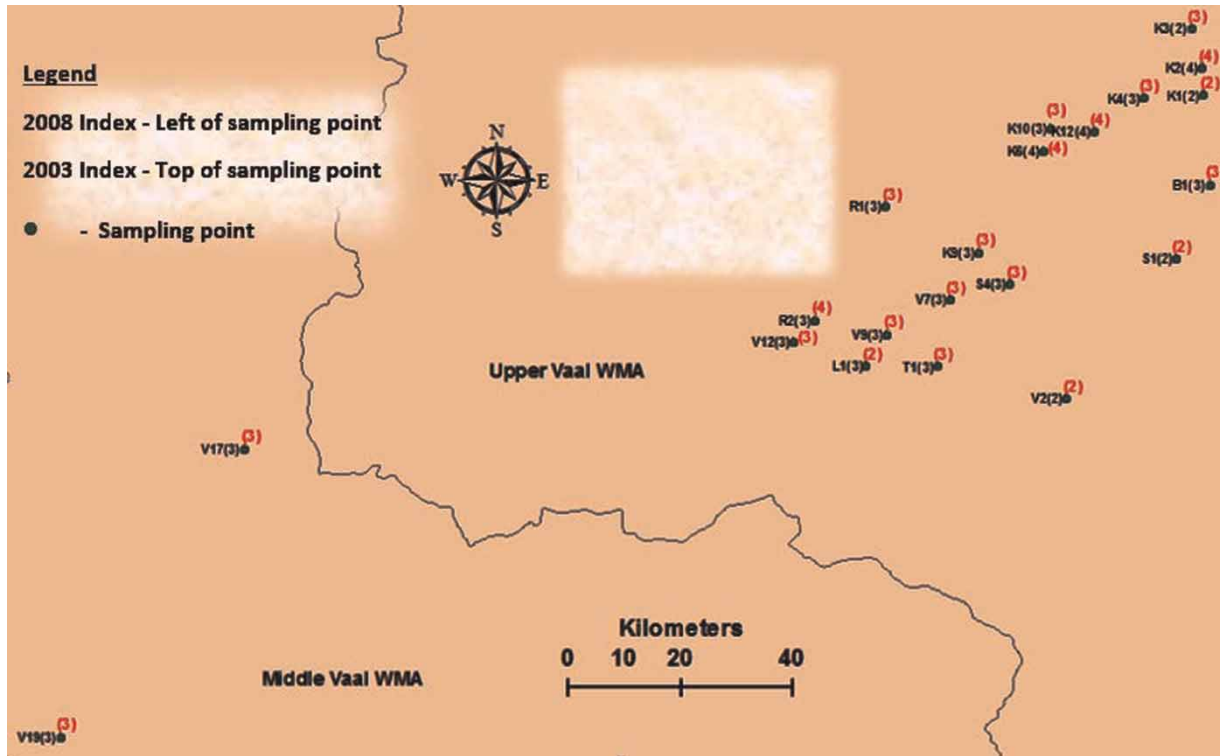 Legend
2008 Index - Left of sampling point
2003 Index - Top of sampling point
- Sampling point
N
W E
S
(3)
K3(2)
(4)
K2(4)
(2)
K1(2)
(3)
K4(3)
(3)
K10(3)
(4)
K12(4)
(4)
K6(4)
(3
B1(3)
(3)
R1(3)
(2)
S1(2)
(3)
K9(3)
(3)
S4(3)
(3)
V7(3)
(4)
R2(3)
(3)
V12(3)
(3)
V9(3)
(2)
L1(3)
(3)
T1(3)
Upper Vaal WMA
(2)
V2(2)
(3)
V17(3)
Kilometers
0 10 20 40
Middle Vaal WMA
(3)
V19(3)